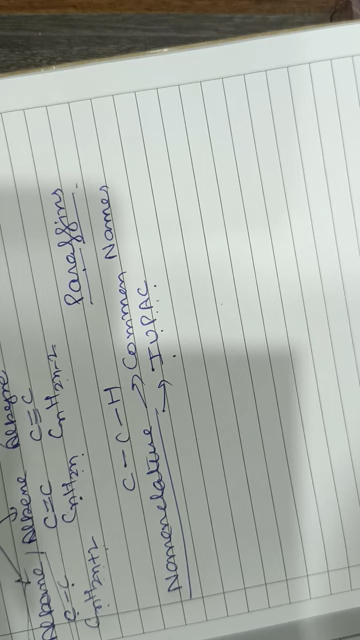 Alkane / Alkene Alkyne
C-C C=C C≡C
CnH2n+2 CnH2n CnH2n-2 Paraffins
C-C-H
Nomenclature → Common Names
→ IUPAC